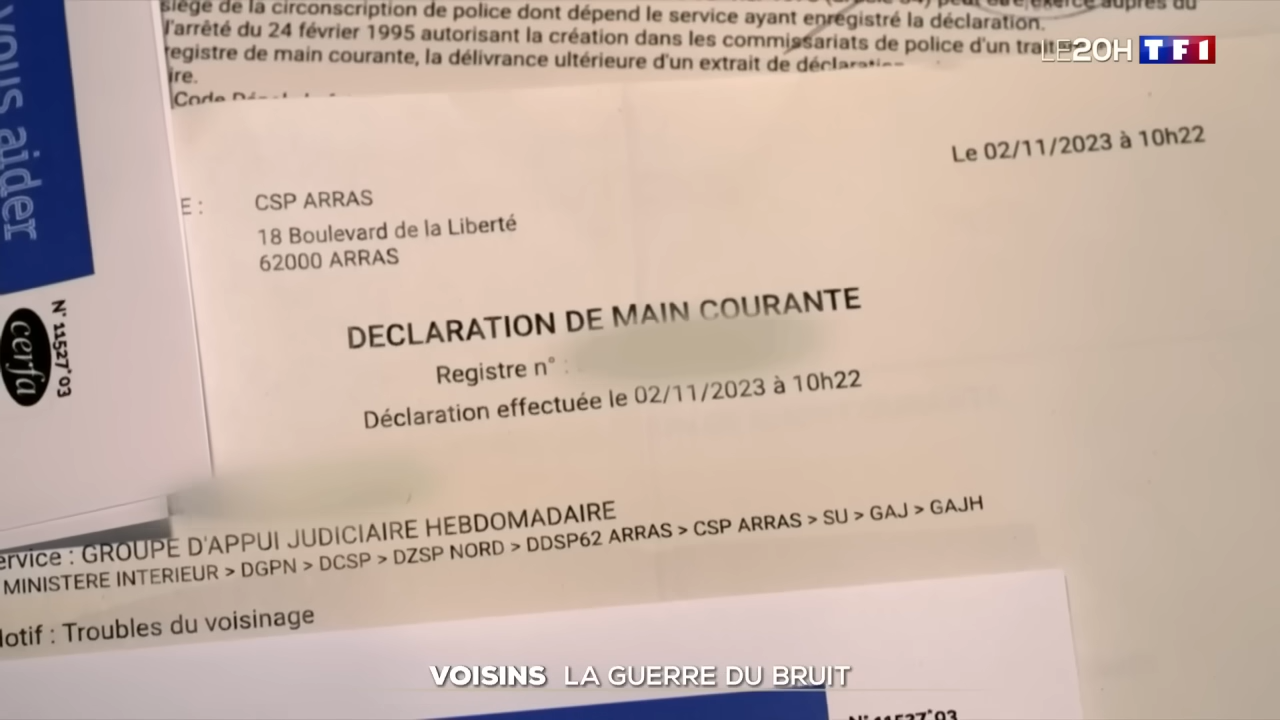 siège de la circonscription de police dont dépend le service ayant enregistré la déclaration.
l'arrêté du 24 février 1995 autorisant la création dans les commissariats de police d'un
registre de main courante, la délivrance ultérieure d'un extrait de déclaration
ire.
Code
LE20H TF1
Le 02/11/2023 à 10h22
E :
CSP ARRAS
18 Boulevard de la Liberté
62000 ARRAS
DECLARATION DE MAIN COURANTE
Registre n° :
Déclaration effectuée le 02/11/2023 à 10h22
ervice : GROUPE D'APPUI JUDICIAIRE HEBDOMADAIRE
MINISTERE INTERIEUR > DGPN > DCSP > DZSP NORD > DDSP62 ARRAS > CSP ARRAS > SU > GAJ > GAJH
otif : Troubles du voisinage
vous aider
cerfa
N° 11527*03
VOISINS LA GUERRE DU BRUIT
N° 11527*03